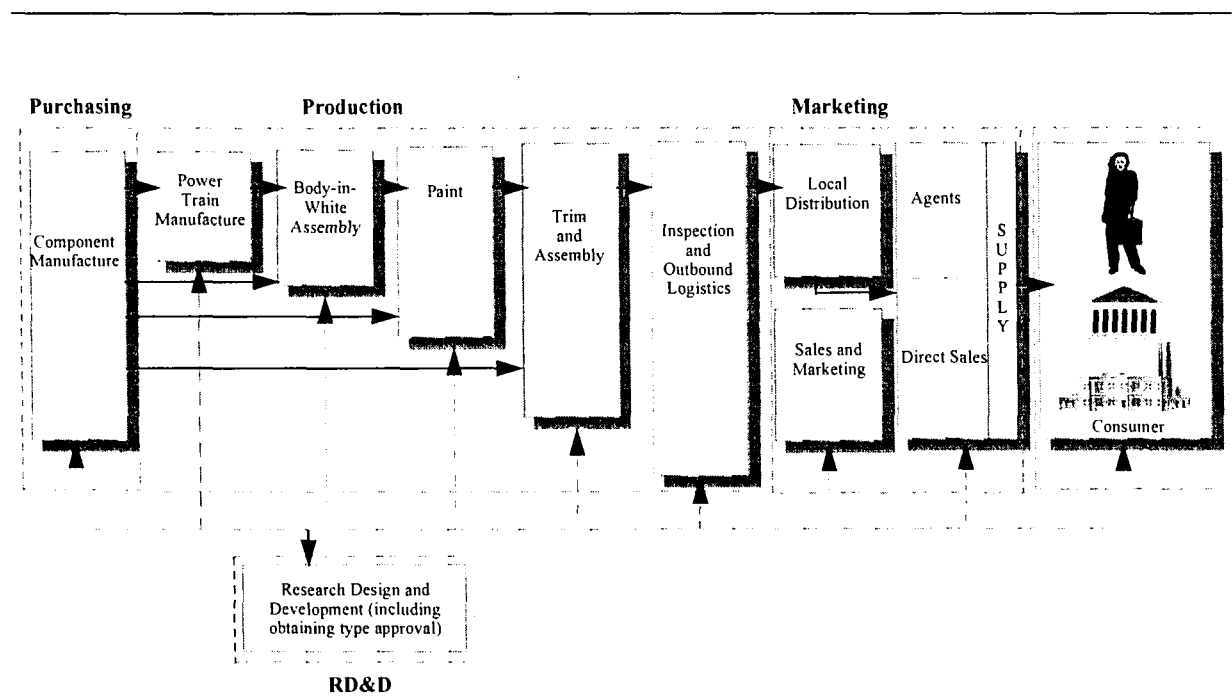 Purchasing
Production
Marketing
Component
Manufacture
Power
Train
Manufacture
Body-in-
White
Assembly
Paint
Trim
and
Assembly
Inspection
and
Outbound
Logistics
Local
Distribution
Sales and
Marketing
Agents
Direct Sales
SUPPLY
Consumer
Research Design and
Development (including
obtaining type approval)
RD&D